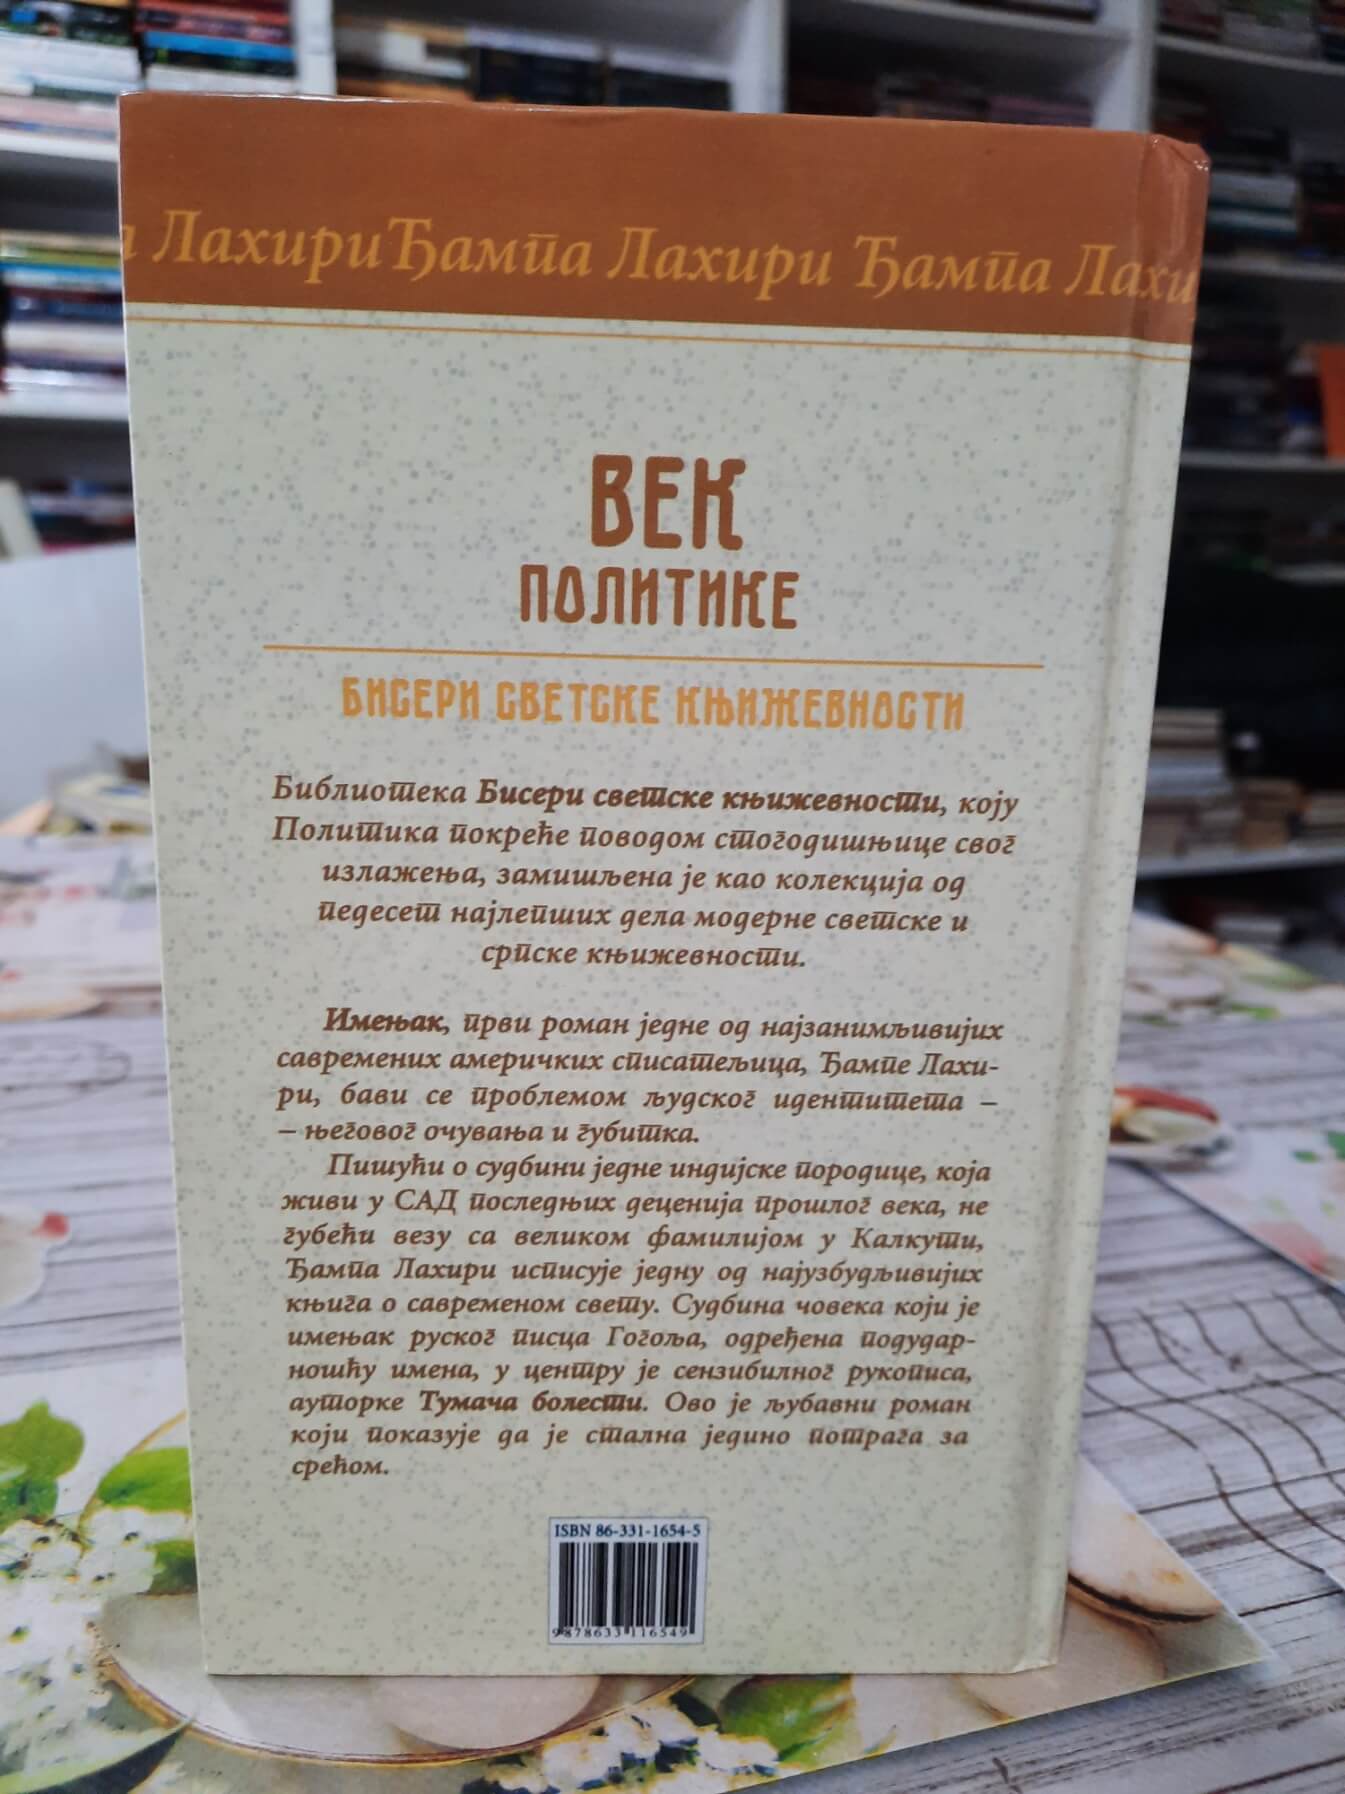 а Лахири Ђампа Лахири Ђампа Лахи
ВЕК
ПОЛИТИКЕ
БИСЕРИ СВЕТСКЕ КЊИЖЕВНОСТИ
Библиотека Бисери светске књижевности, коју
Политика покреће поводом стогодишњице свог
излажења, замишљена је као колекција од
педесет најлепших дела модерне светске и
српске књижевности.
Имењак, први роман једне од најзанимљивијих
савремених америчких списатељица, Ђампе Лахи-
ри, бави се проблемом људског идентитета –
– његовог очувања и губитка.
Пишући о судбини једне индијске породице, која
живи у САД последњих деценија прошлог века, не
губећи везу са великом фамилијом у Калкути,
Ђампа Лахири исписује једну од најузбудљивијих
књига о савременом свету. Судбина човека који је
имењак руског писца Гогоља, одређена подудар-
ношћу имена, у центру је сензибилног рукописа,
ауторке Тумача болести. Ово је љубавни роман
који показује да је стална једино потрага за
срећом.
ISBN 86-331-1654-5
9788633116549